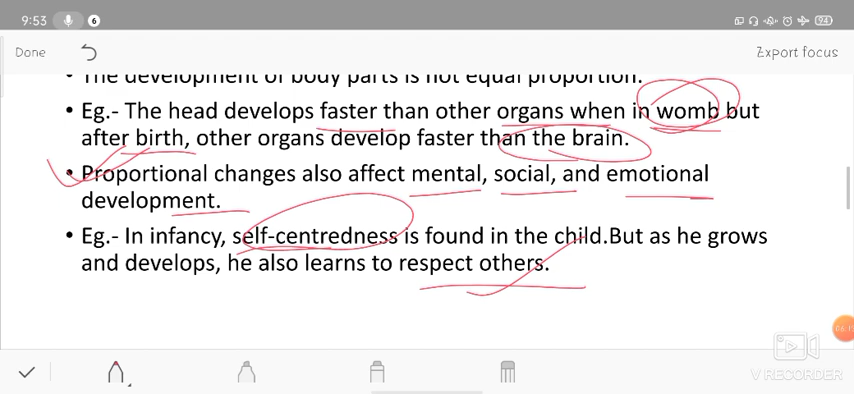 9:53 6 94
Done Export focus
• The development of body parts is not equal proportion.
• Eg.- The head develops faster than other organs when in womb but
after birth, other organs develop faster than the brain.
• Proportional changes also affect mental, social, and emotional
development.
• Eg.- In infancy, self-centredness is found in the child.But as he grows
and develops, he also learns to respect others.
V RECORDER